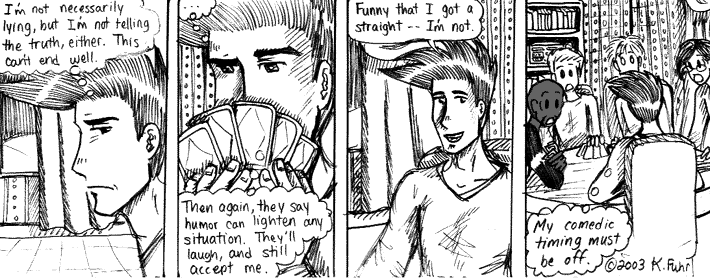 I'm not necessarily
lying, but I'm not telling
the truth, either. This
can't end well.
...
Then again, they say
humor can lighten any
situation. They'll
laugh, and still
accept me.
Funny that I got a
straight -- I'm not.
My comedic
timing must
be off.
©2003 K. Fuhr